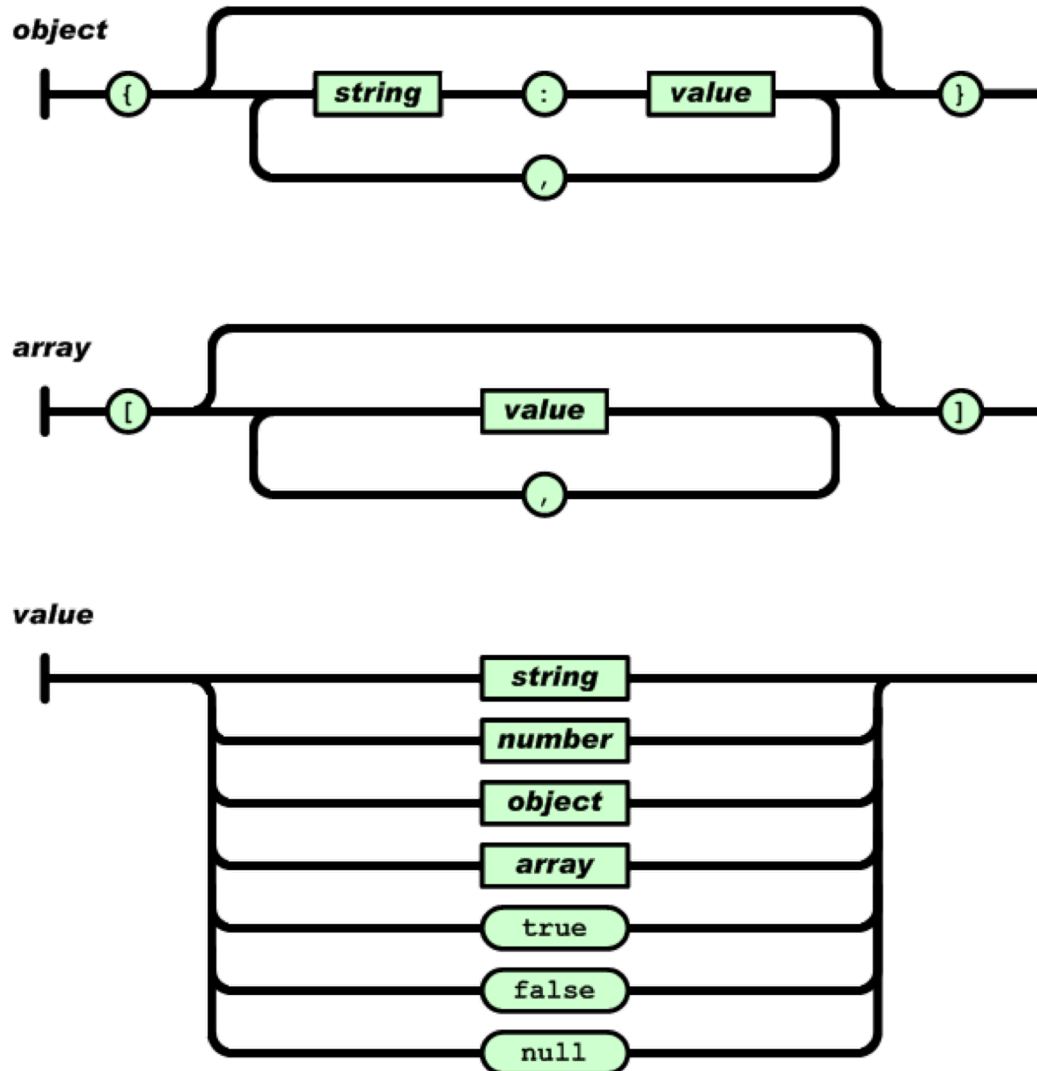 object
{ string : value }
,
array
[ value ]
,
value
string
number
object
array
true
false
null